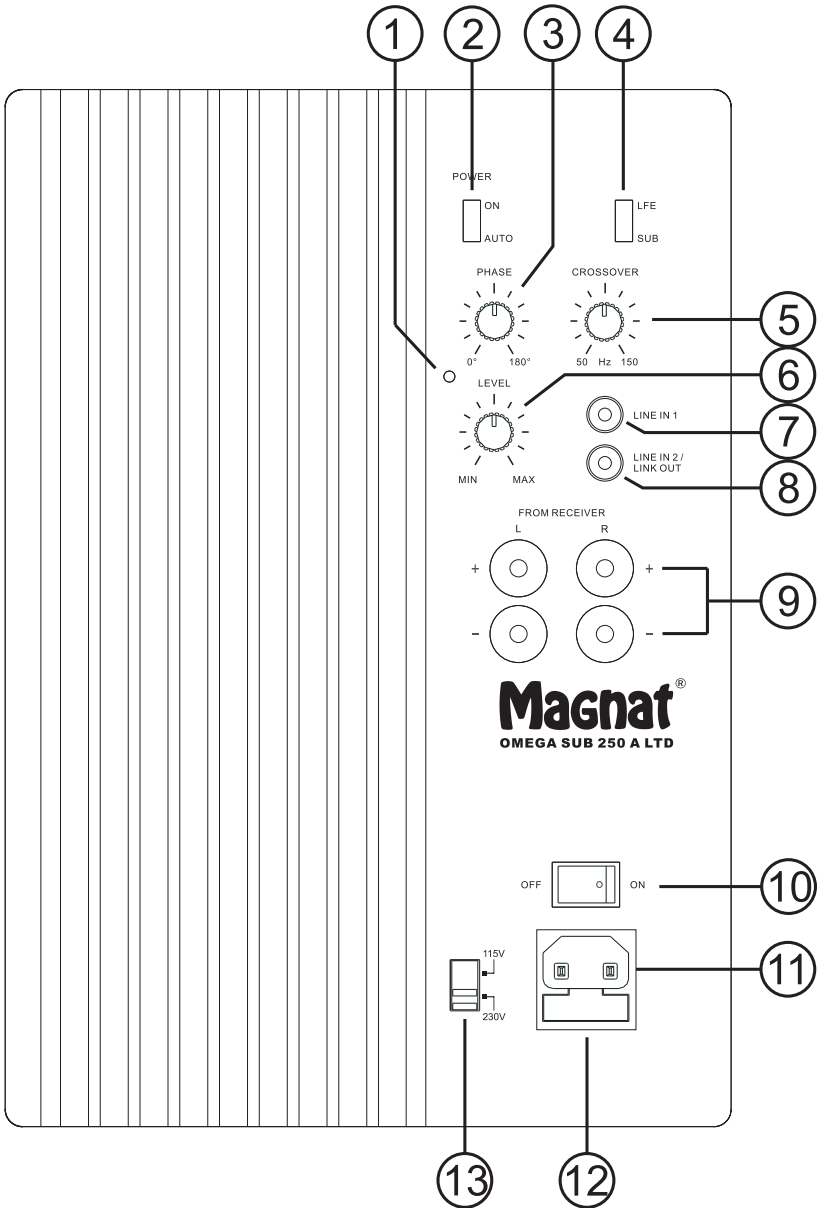 1 2 3 4
POWER
ON
AUTO
LFE
SUB
PHASE
0° 180°
CROSSOVER
50 Hz 150
5
LEVEL
MIN MAX
6
LINE IN 1
7
LINE IN 2 /
LINK OUT
8
FROM RECEIVER
L R
+ +
- -
9
Magnat®
OMEGA SUB 250 A LTD
OFF ON
10
115V
230V
11
13 12